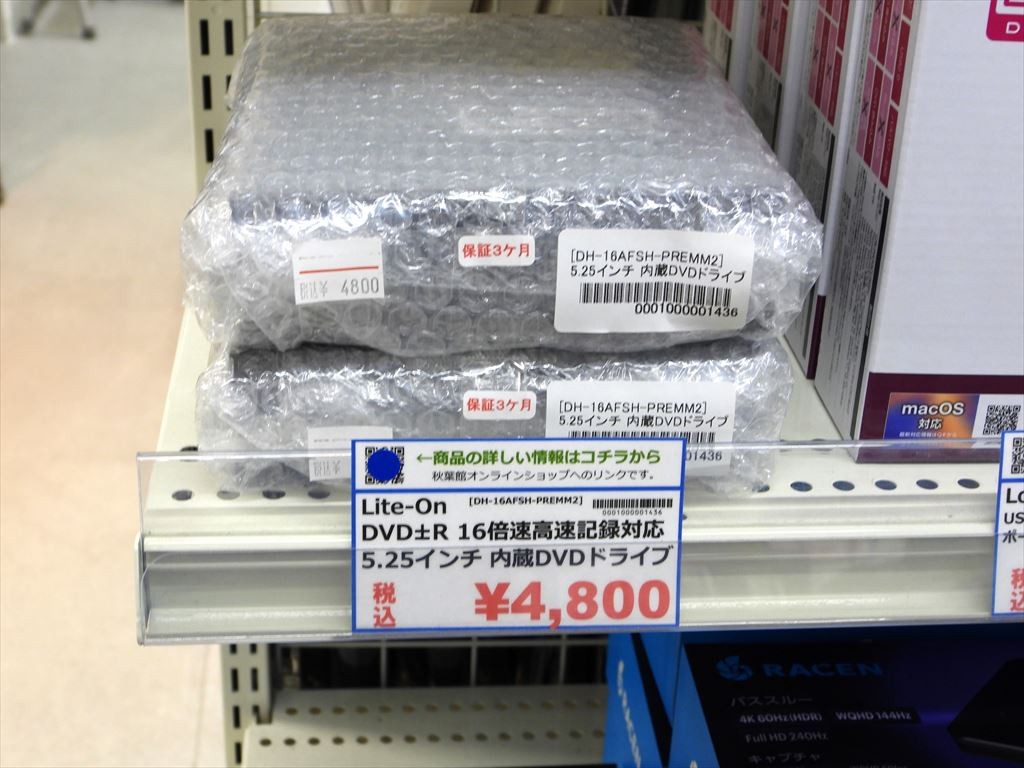 保証3ケ月
税込¥ 4800
[DH-16AFSH-PREMM2]
5.25インチ 内蔵DVDドライブ
0001000001436
保証3ケ月
[DH-16AFSH-PREMM2]
5.25インチ 内蔵DVDドライブ
1436
macOS
対応
←商品の詳しい情報はコチラから
秋葉館オンラインショップへのリンクです。
Lite-On [DH-16AFSH-PREMM2]
0001000001436
DVD±R 16倍速高速記録対応
5.25インチ 内蔵DVDドライブ
税込 ¥4,800
US
ポー
税込
RACEN
パススルー
4K 60Hz(HDR) WQHD 144Hz
Full HD 240Hz
キャプチャ